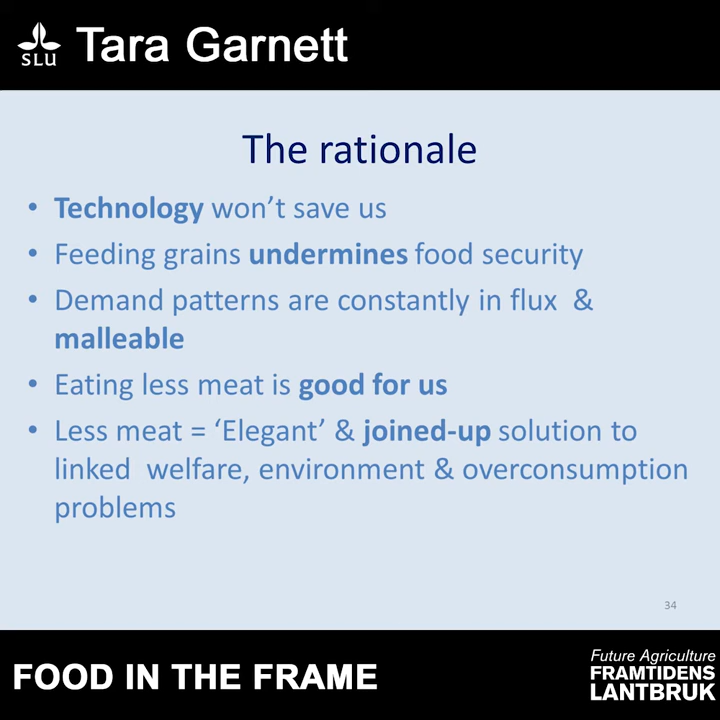 SLU
Tara Garnett
The rationale
• Technology won’t save us
• Feeding grains undermines food security
• Demand patterns are constantly in flux  &
malleable
• Eating less meat is good for us
• Less meat = ‘Elegant’ & joined-up solution to
linked  welfare, environment & overconsumption
problems
34
FOOD IN THE FRAME
Future Agriculture
FRAMTIDENS
LANTBRUK